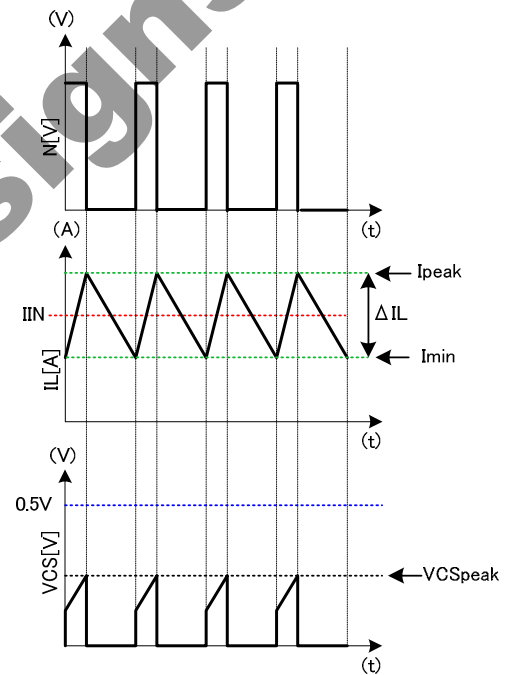 (V)
N[V]
(t)
(A)
Ipeak
IIN
ΔIL
Imin
IL[A]
(t)
(V)
0.5V
VCS[V]
VCSpeak
(t)